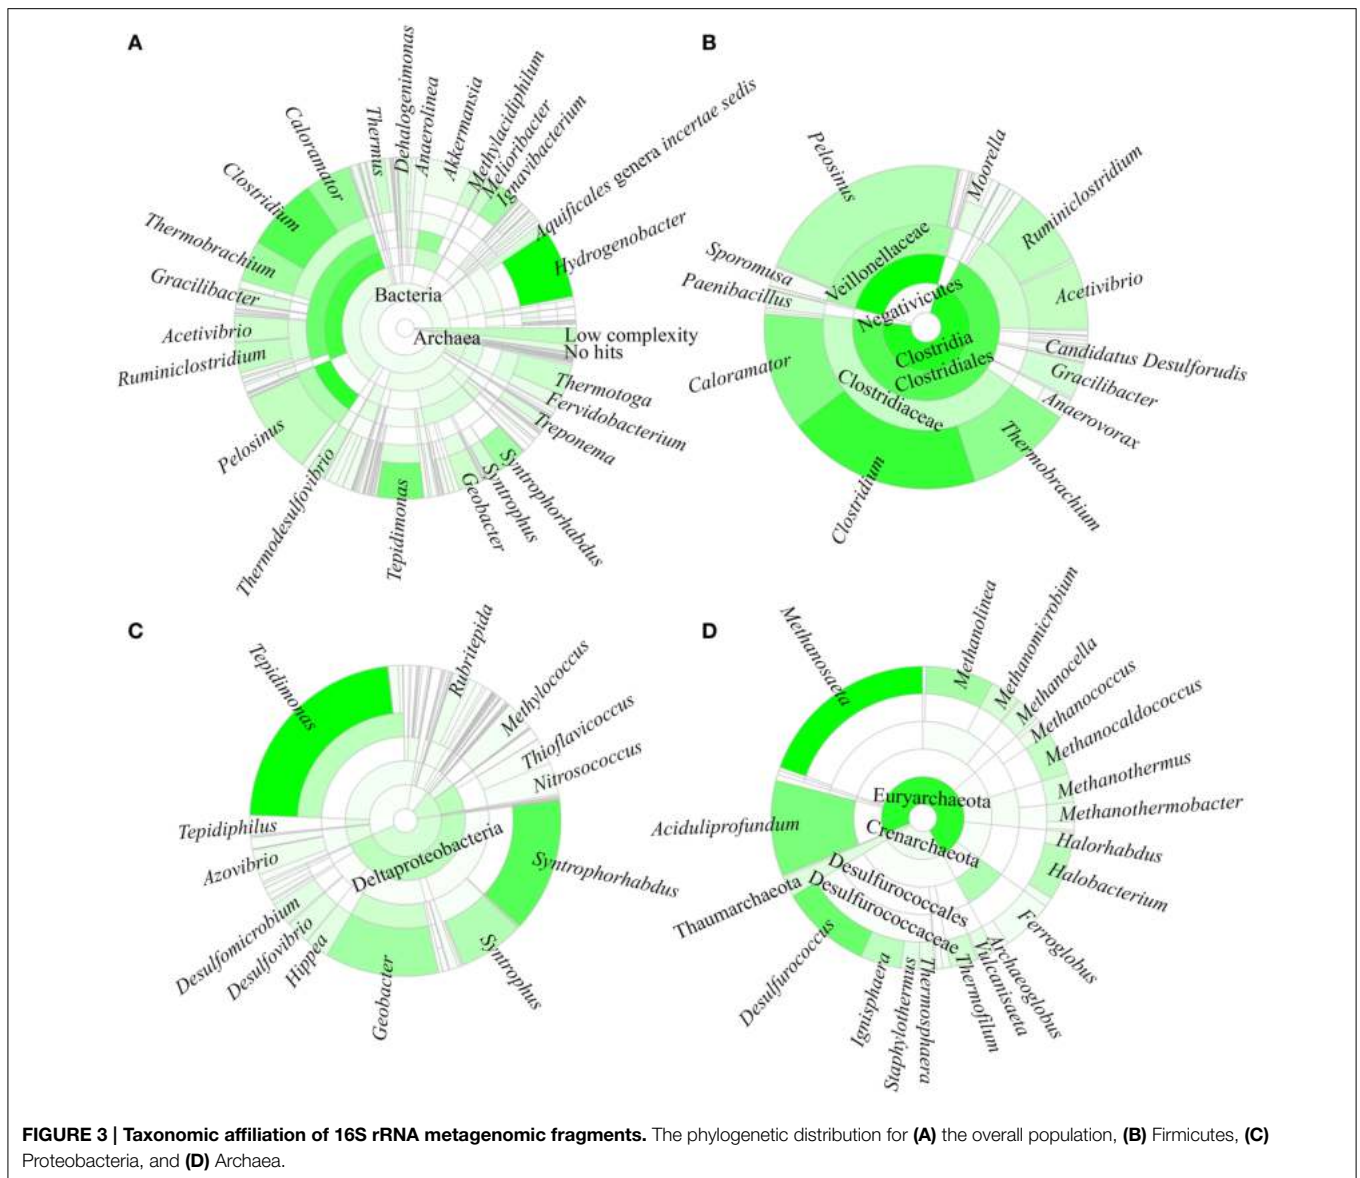 A
Dehalogenimonas
Anaerolinea
Akkermansia
Methylacidiphilum
Melioribacter
Ignavibacterium
Aquificales genera incertae sedis
Hydrogenobacter
Thermus
Caloramator
Clostridium
Thermobrachium
Gracilibacter
Acetivibrio
Ruminiclostridium
Pelosinus
Thermodesulfovibrio
Tepidimonas
Geobacter
Syntrophus
Syntrophorhabdus
Treponema
Fervidobacterium
Thermotoga
No hits
Low complexity
Bacteria
Archaea
B
Pelosinus
Moorella
Ruminiclostridium
Acetivibrio
Candidatus Desulforudis
Gracilibacter
Anaerovorax
Thermobrachium
Clostridium
Caloramator
Paenibacillus
Sporomusa
Veillonellaceae
Negativicutes
Clostridia
Clostridiales
Clostridiaceae
C
Tepidimonas
Rubritepida
Methylococcus
Thioflavicoccus
Nitrosococcus
Syntrophorhabdus
Syntrophus
Geobacter
Hippea
Desulfovibrio
Desulfomicrobium
Azovibrio
Tepidiphilus
Deltaproteobacteria
D
Methanosaeta
Methanolinea
Methanomicrobium
Methanocella
Methanococcus
Methanocaldococcus
Methanothermus
Methanothermobacter
Halorhabdus
Halobacterium
Ferroglobus
Archaeoglobus
Vulcanisaeta
Thermofilum
Thermosphaera
Staphylothermus
Ignisphaera
Desulfurococcus
Thaumarchaeota
Aciduliprofundum
Euryarchaeota
Crenarchaeota
Desulfurococcales
Desulfurococcaceae
FIGURE 3 | Taxonomic affiliation of 16S rRNA metagenomic fragments. The phylogenetic distribution for (A) the overall population, (B) Firmicutes, (C)
Proteobacteria, and (D) Archaea.